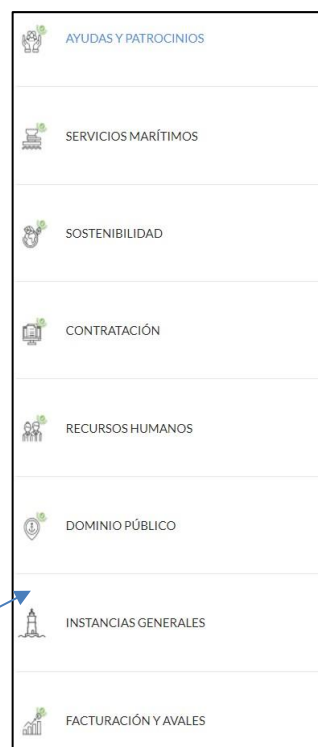 AYUDAS Y PATROCINIOS
SERVICIOS MARÍTIMOS
SOSTENIBILIDAD
CONTRATACIÓN
RECURSOS HUMANOS
DOMINIO PÚBLICO
INSTANCIAS GENERALES
FACTURACIÓN Y AVALES